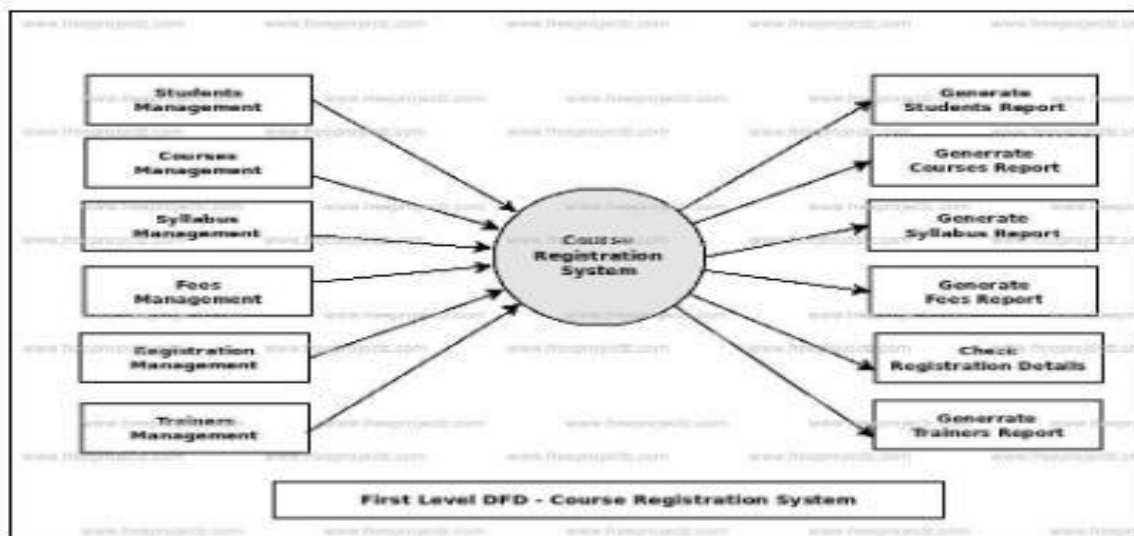 Students
Management
Courses
Management
Syllabus
Management
Fees
Management
Registration
Management
Trainers
Management
Course
Registration
System
Generate
Students Report
Generrate
Courses Report
Generate
Syllabus Report
Generate
Fees Report
Check
Registration Details
Generrate
Trainers Report
First Level DFD - Course Registration System